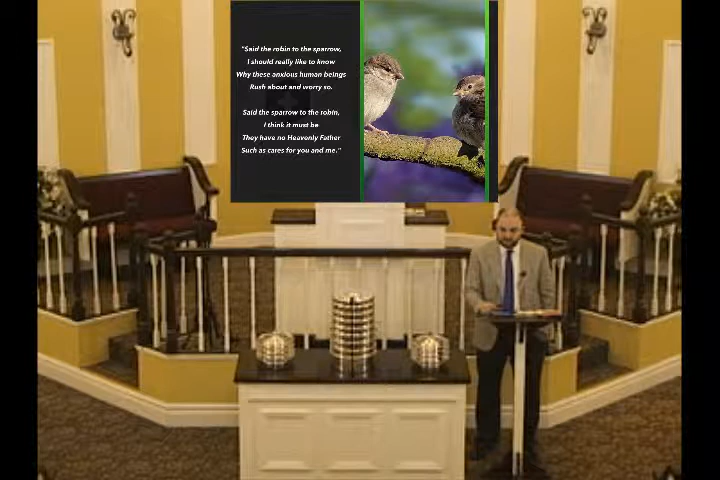 "Said the robin to the sparrow,
I should really like to know
Why these anxious human beings
Rush about and worry so.
Said the sparrow to the robin,
I think it must be
They have no Heavenly Father
Such as cares for you and me."